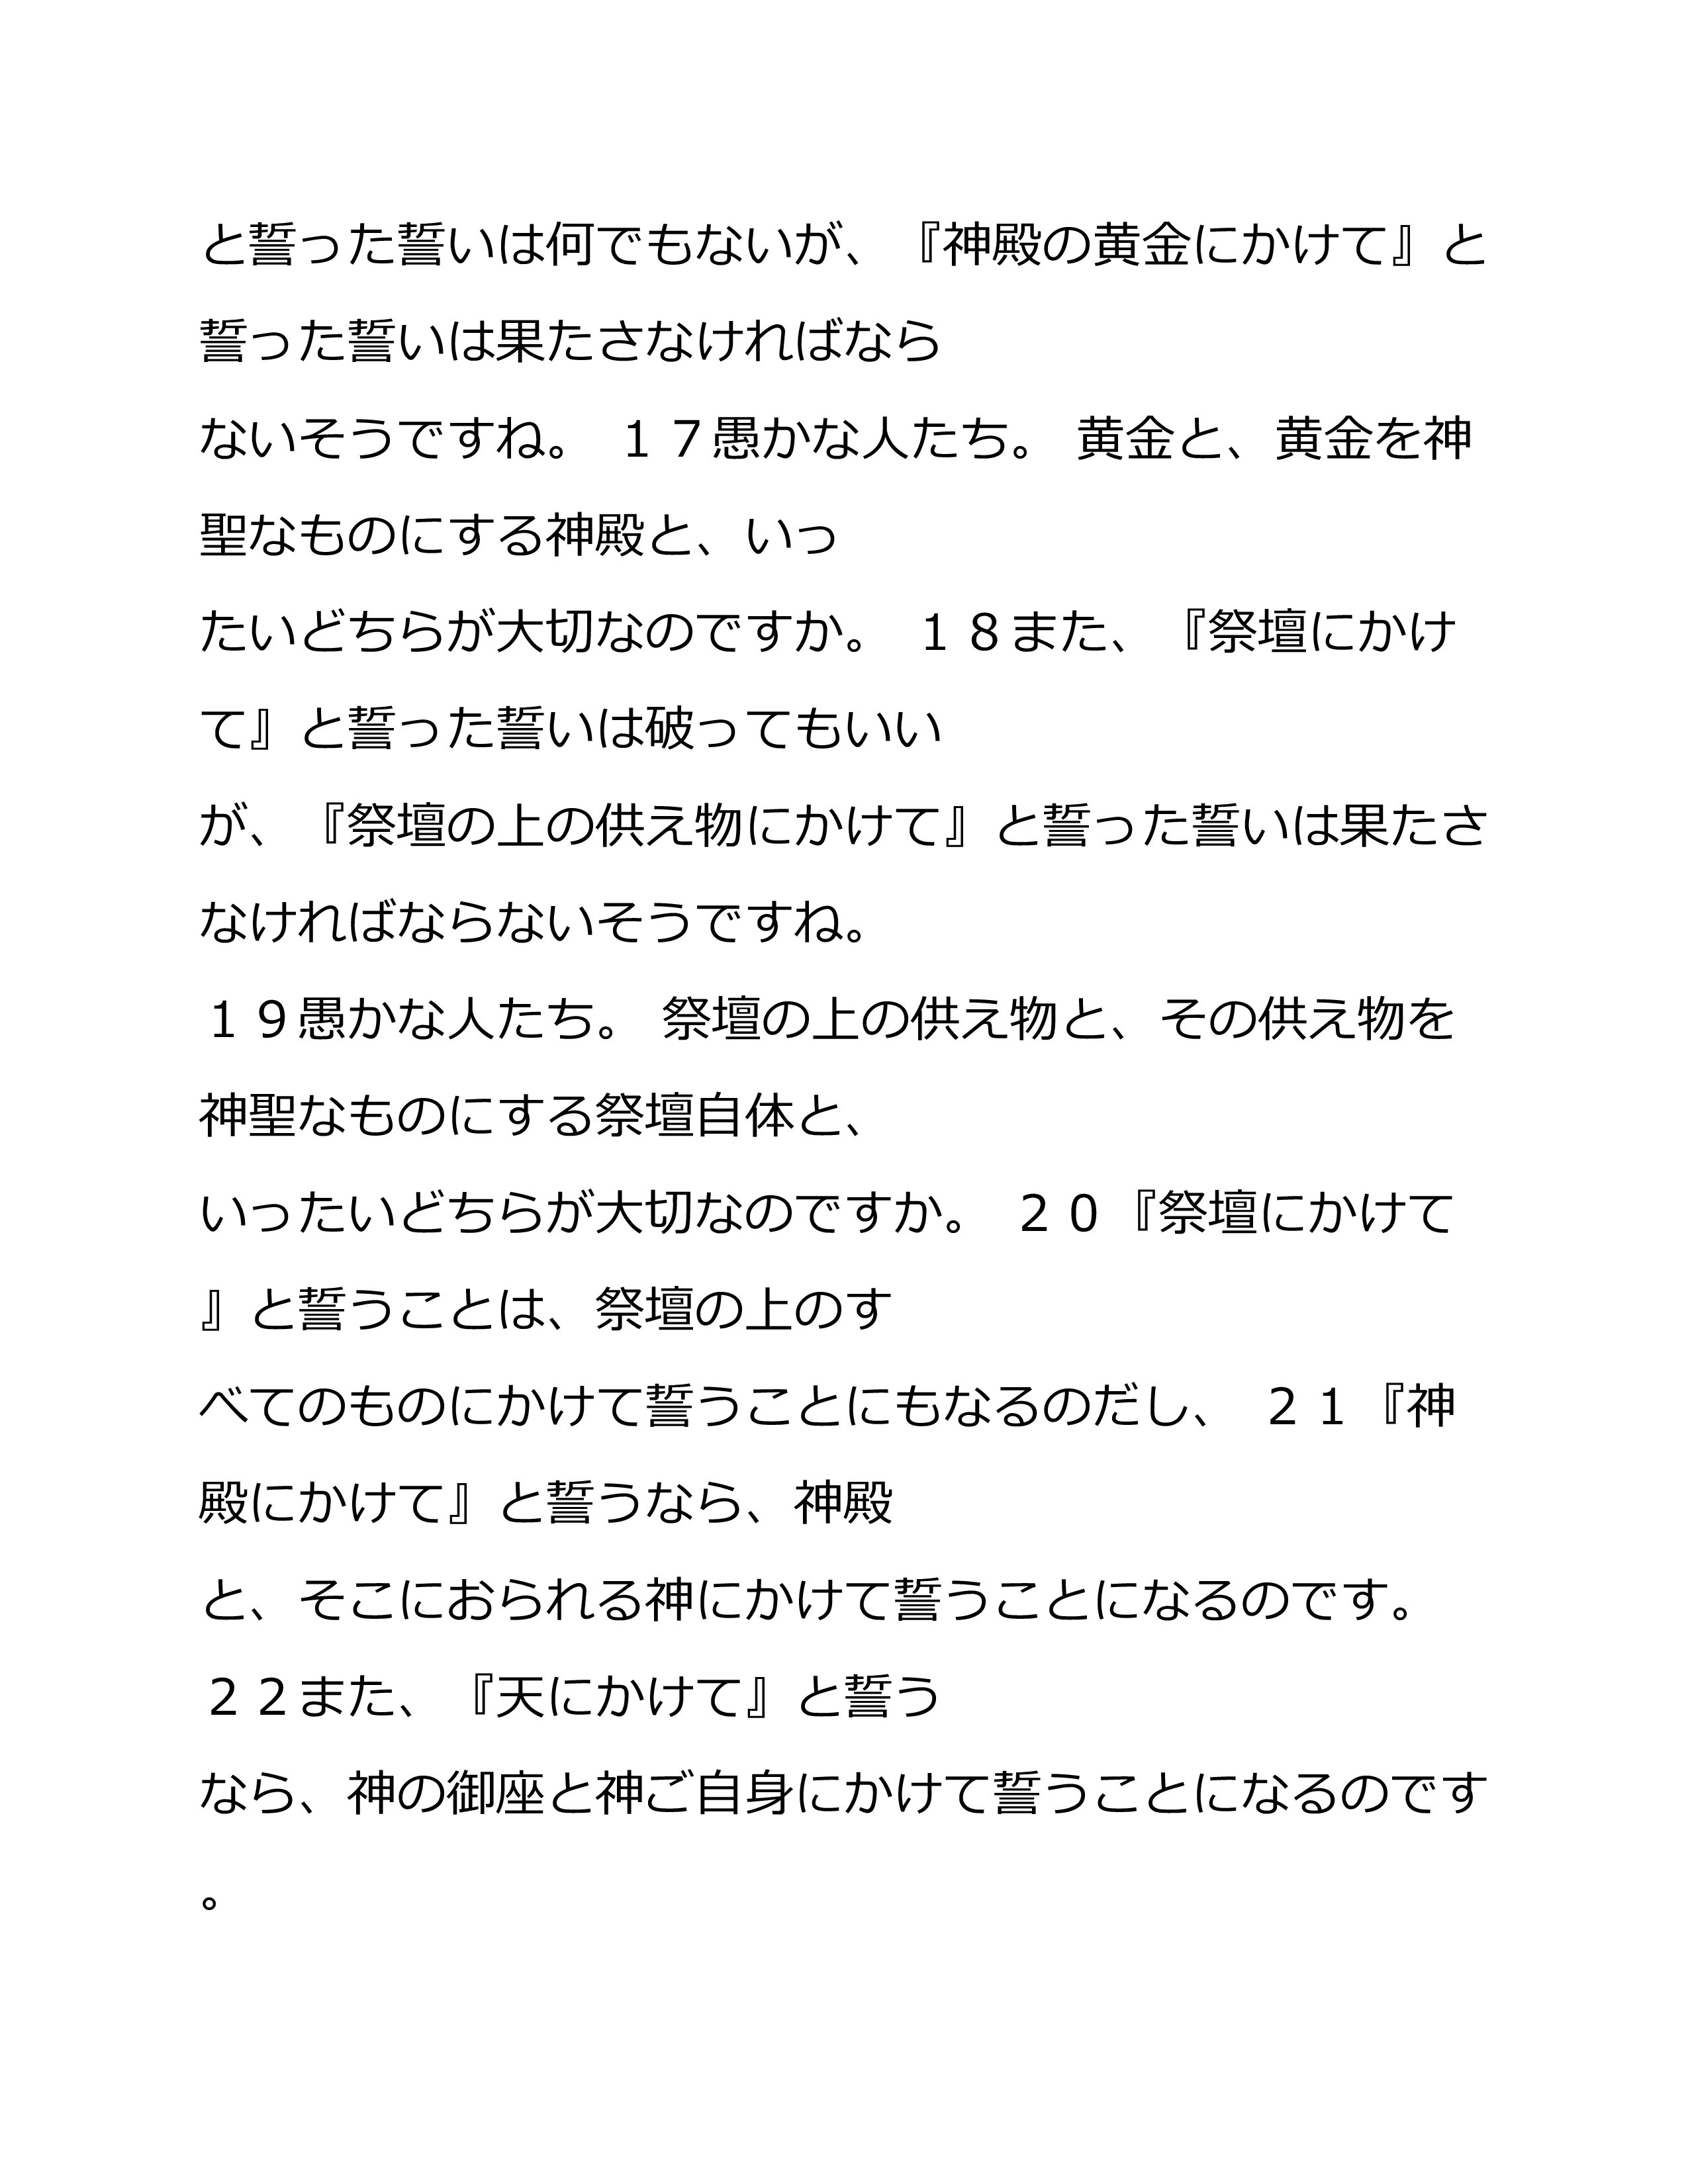 と誓った誓いは何でもないが、『神殿の黄金にかけて』と
誓った誓いは果たさなければなら
ないそうですね。 １７愚かな人たち。 黄金と、黄金を神
聖なものにする神殿と、いっ
たいどちらが大切なのですか。 １８また、『祭壇にかけ
て』と誓った誓いは破ってもいい
が、『祭壇の上の供え物にかけて』と誓った誓いは果たさ
なければならないそうですね。
１９愚かな人たち。 祭壇の上の供え物と、その供え物を
神聖なものにする祭壇自体と、
いったいどちらが大切なのですか。 ２０『祭壇にかけて
』と誓うことは、祭壇の上のす
べてのものにかけて誓うことにもなるのだし、 ２１『神
殿にかけて』と誓うなら、神殿
と、そこにおられる神にかけて誓うことになるのです。
２２また、『天にかけて』と誓う
なら、神の御座と神ご自身にかけて誓うことになるのです
。